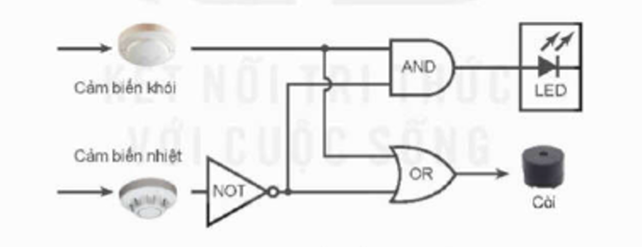 AND
LED
Cảm biến khói
KẾT NỐI TRI THỨC
VỚI CUỘC SỐNG
Cảm biến nhiệt
NOT
OR
Còi